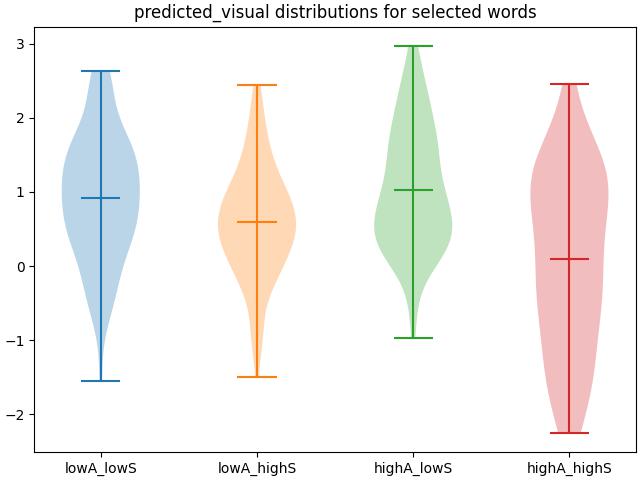 predicted_visual distributions for selected words
3
2
1
0
−1
−2
lowA_lowS
lowA_highS
highA_lowS
highA_highS